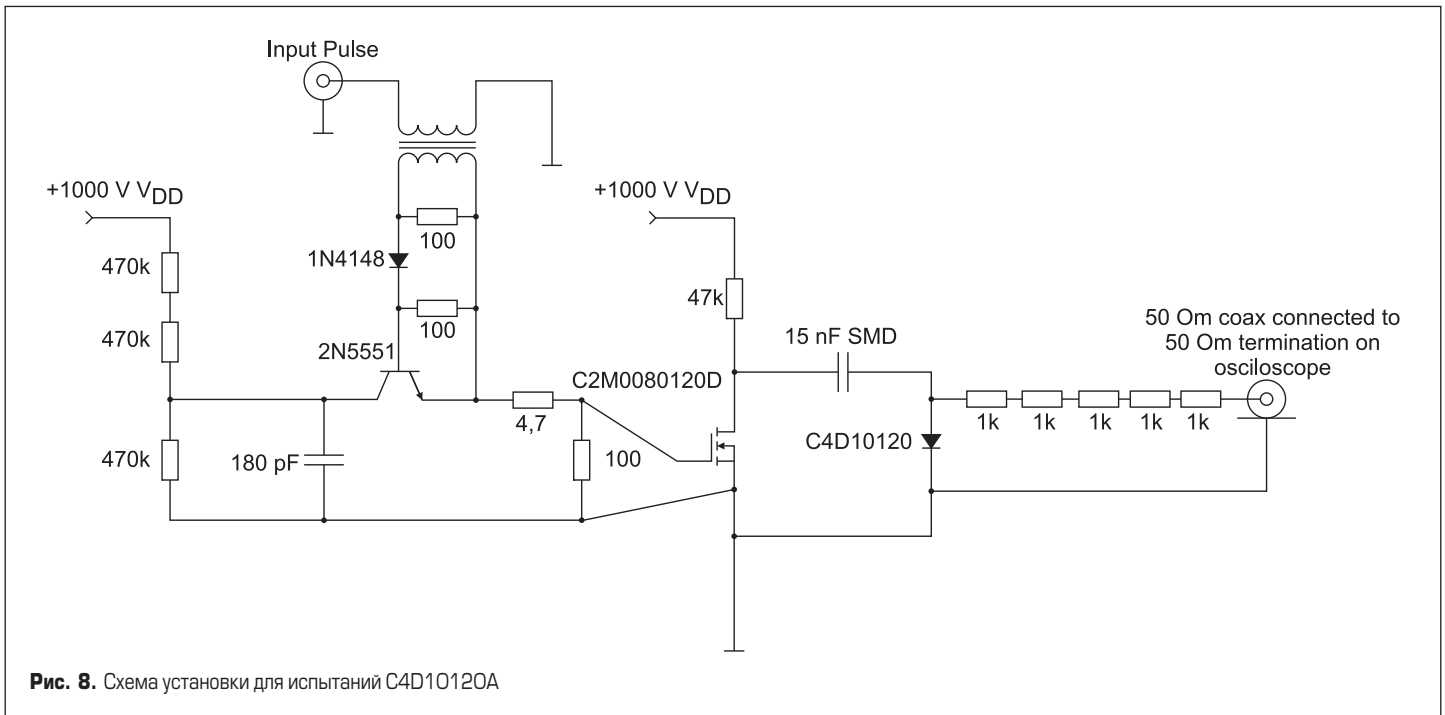 Input Pulse
+1000 V VDD
+1000 V VDD
470k
100
1N4148
47k
470k
100
15 nF SMD
50 Om coax connected to
50 Om termination on
osciloscope
2N5551
C2M0080120D
4,7
1k
1k
1k
1k
1k
C4D10120
470k
180 pF
100
Рис. 8. Схема установки для испытаний C4D10120A